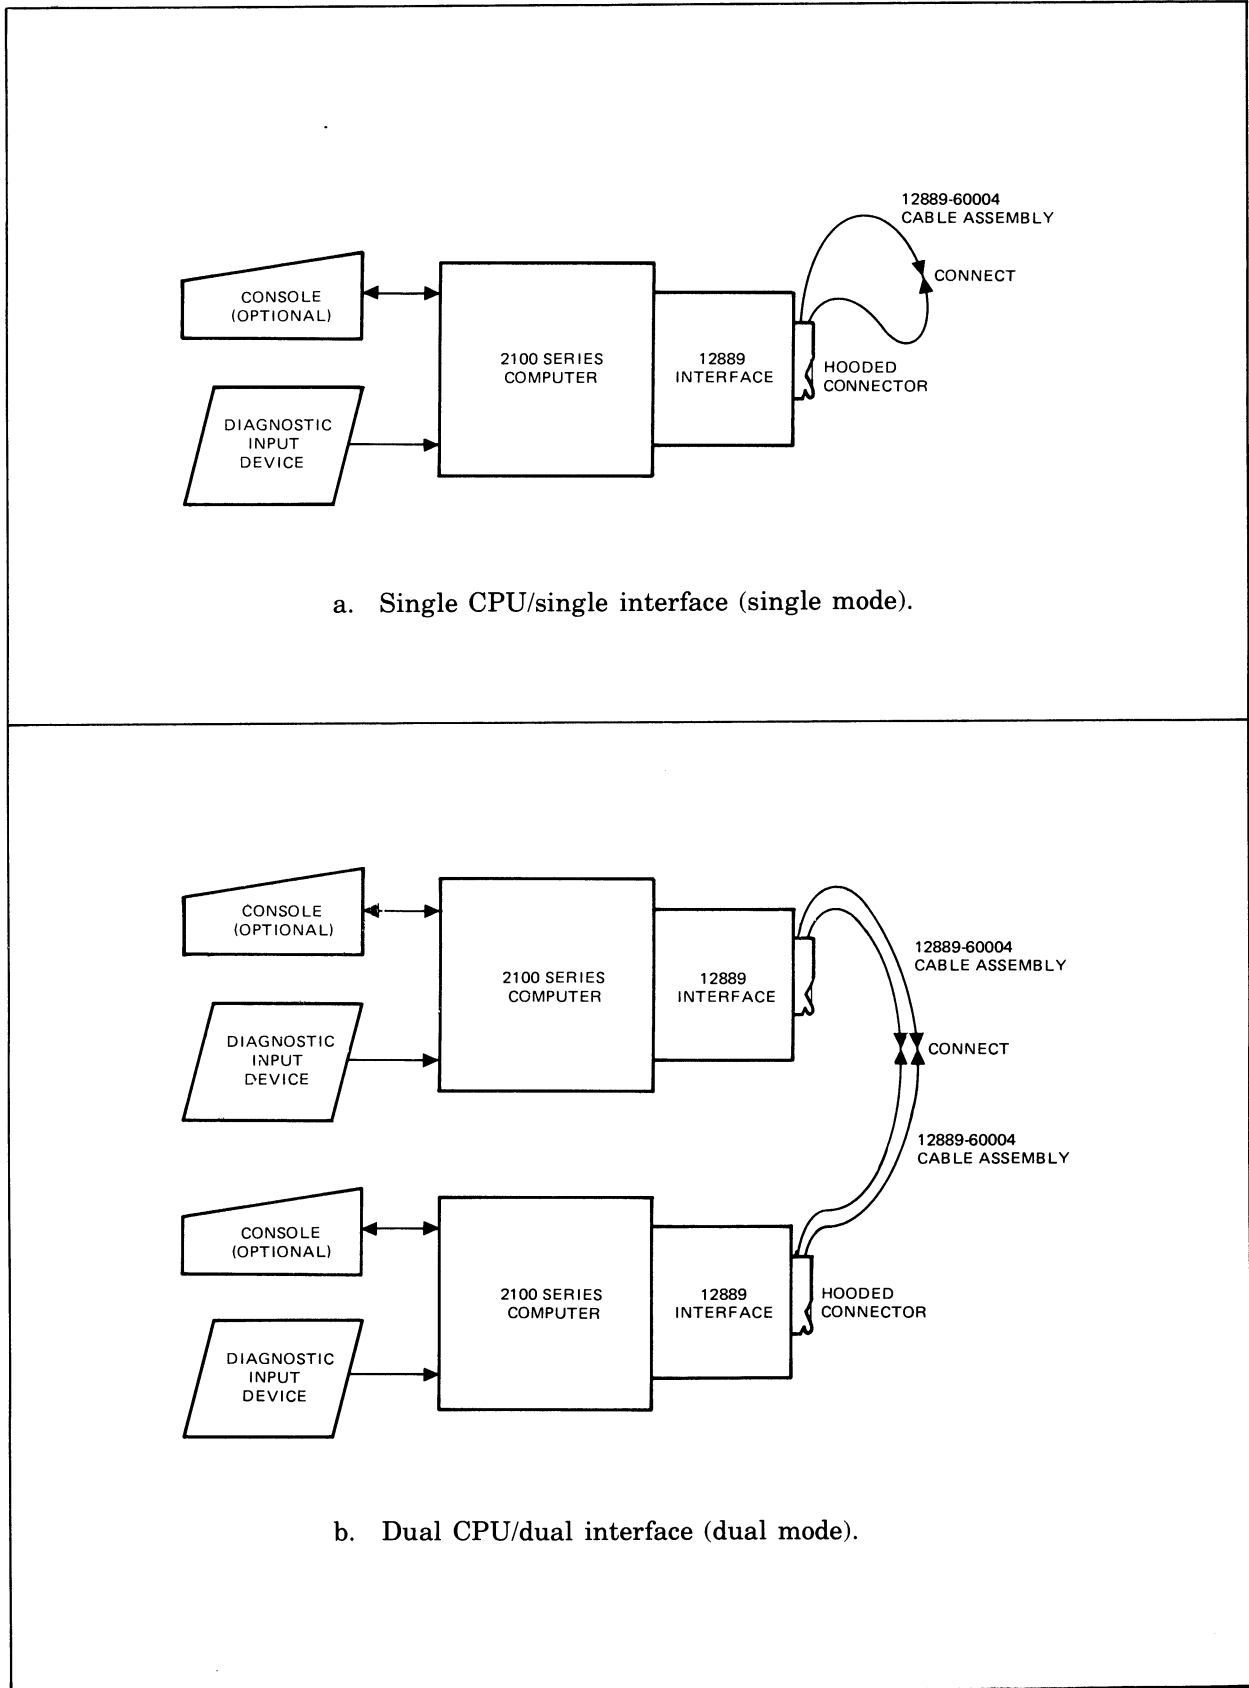 12889-60004
CABLE ASSEMBLY
CONNECT
CONSOLE
(OPTIONAL)
2100 SERIES
COMPUTER
12889
INTERFACE
HOODED
CONNECTOR
DIAGNOSTIC
INPUT
DEVICE
a. Single CPU/single interface (single mode).
CONSOLE
(OPTIONAL)
2100 SERIES
COMPUTER
12889
INTERFACE
12889-60004
CABLE ASSEMBLY
DIAGNOSTIC
INPUT
DEVICE
CONNECT
12889-60004
CABLE ASSEMBLY
CONSOLE
(OPTIONAL)
2100 SERIES
COMPUTER
12889
INTERFACE
HOODED
CONNECTOR
DIAGNOSTIC
INPUT
DEVICE
b. Dual CPU/dual interface (dual mode).